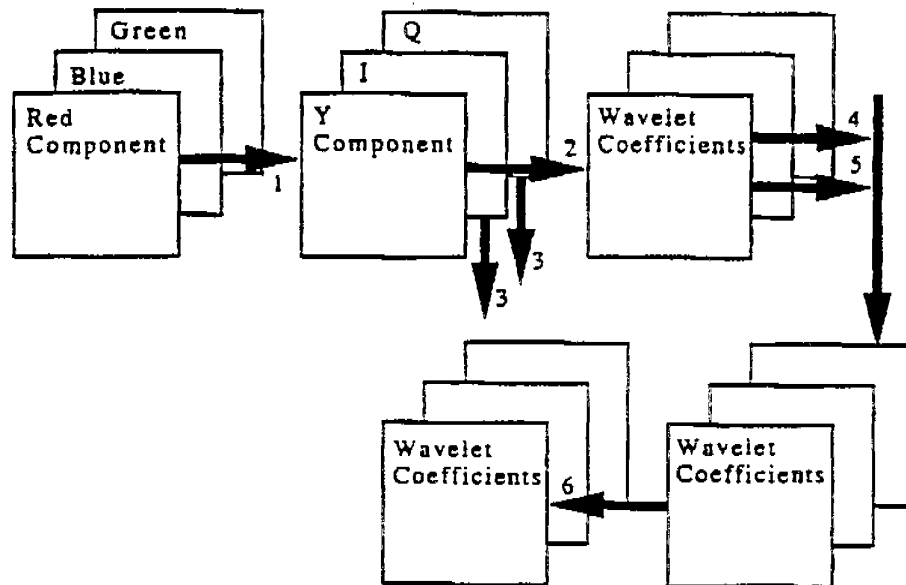 Green
Blue
Red
Component
1
Q
I
Y
Component
2
3
3
Wavelet
Coefficients
4
5
Wavelet
Coefficients
6
Wavelet
Coefficients